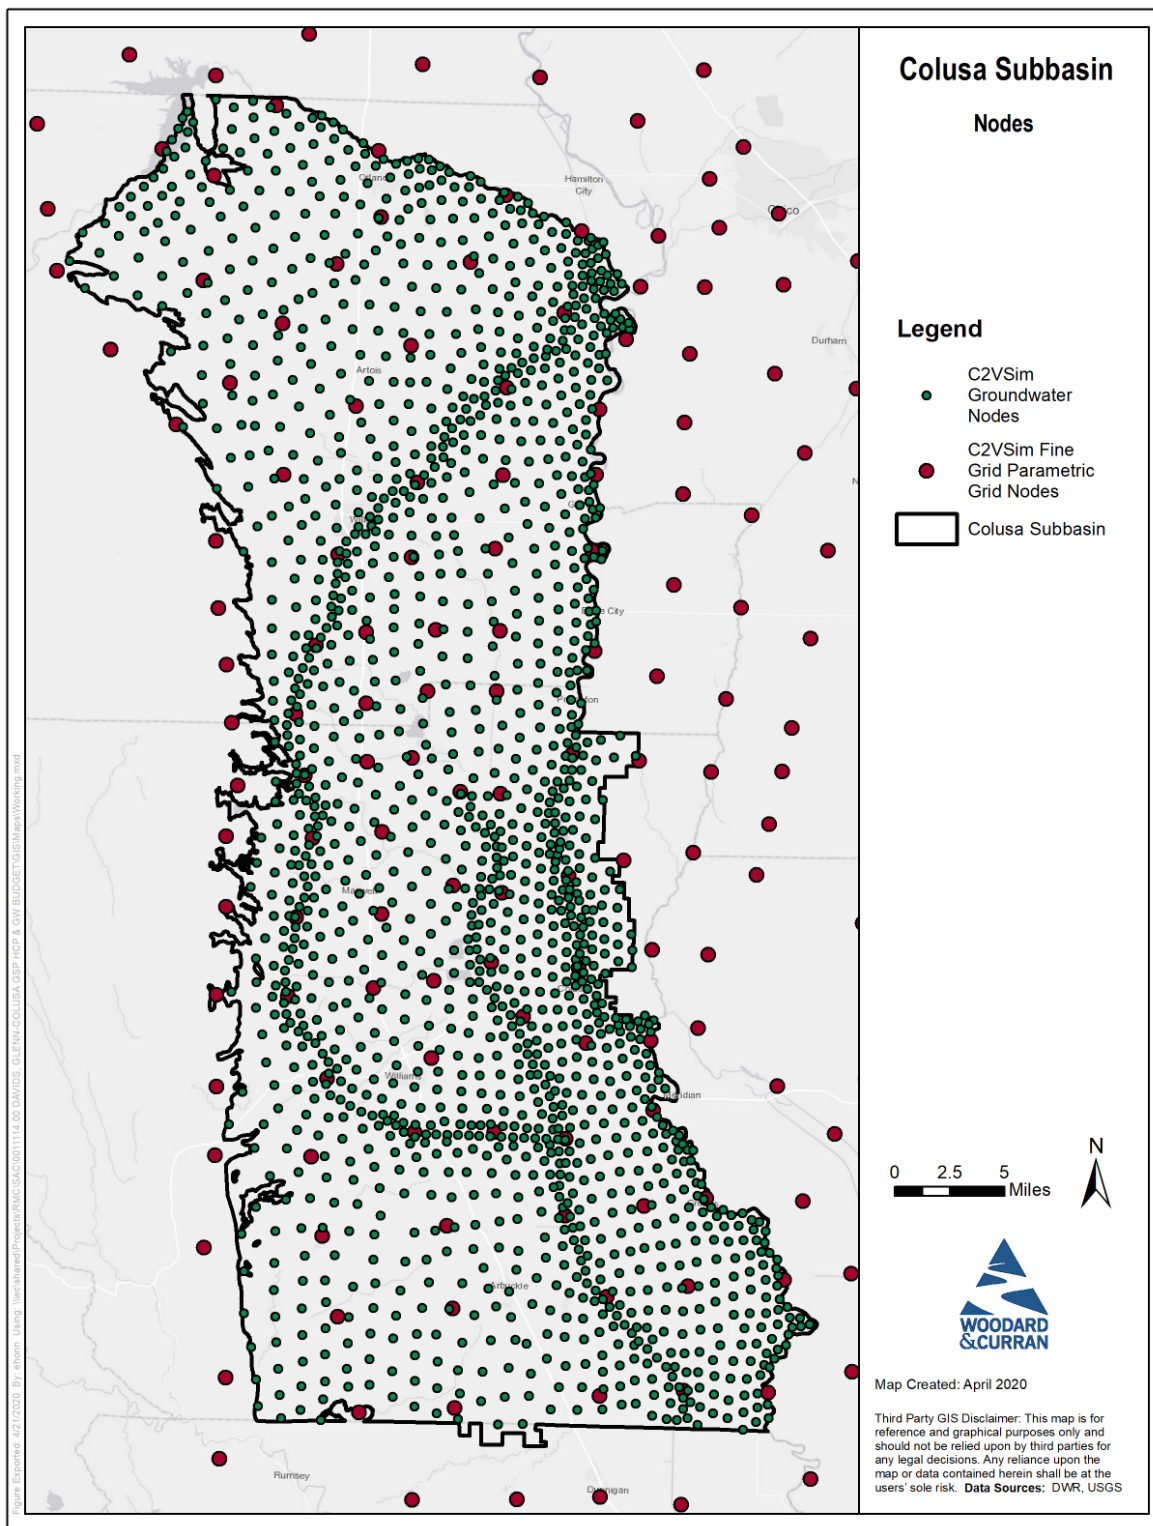 Colusa Subbasin
Nodes
Legend
C2VSim
Groundwater
Nodes
C2VSim Fine
Grid Parametric
Grid Nodes
Colusa Subbasin
Hamilton
City
Durham
Artois
Williams
Arbuckle
Rumsey
N
0 2.5 5
Miles
WOODARD
&CURRAN
Map Created: April 2020
Third Party GIS Disclaimer: This map is for
reference and graphical purposes only and
should not be relied upon by third parties for
any legal decisions. Any reliance upon the
map or data contained herein shall be at the
users' sole risk. Data Sources: DWR, USGS